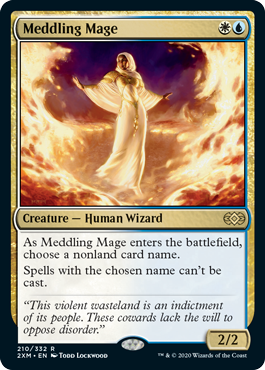 Meddling Mage
Creature — Human Wizard
As Meddling Mage enters the battlefield,
choose a nonland card name.
Spells with the chosen name can't be
cast.
“This violent wasteland is an indictment
of its people. These cowards lack the will to
oppose disorder.”
2/2
210/332 R
2XM • EN Todd Lockwood
™ & © 2020 Wizards of the Coast